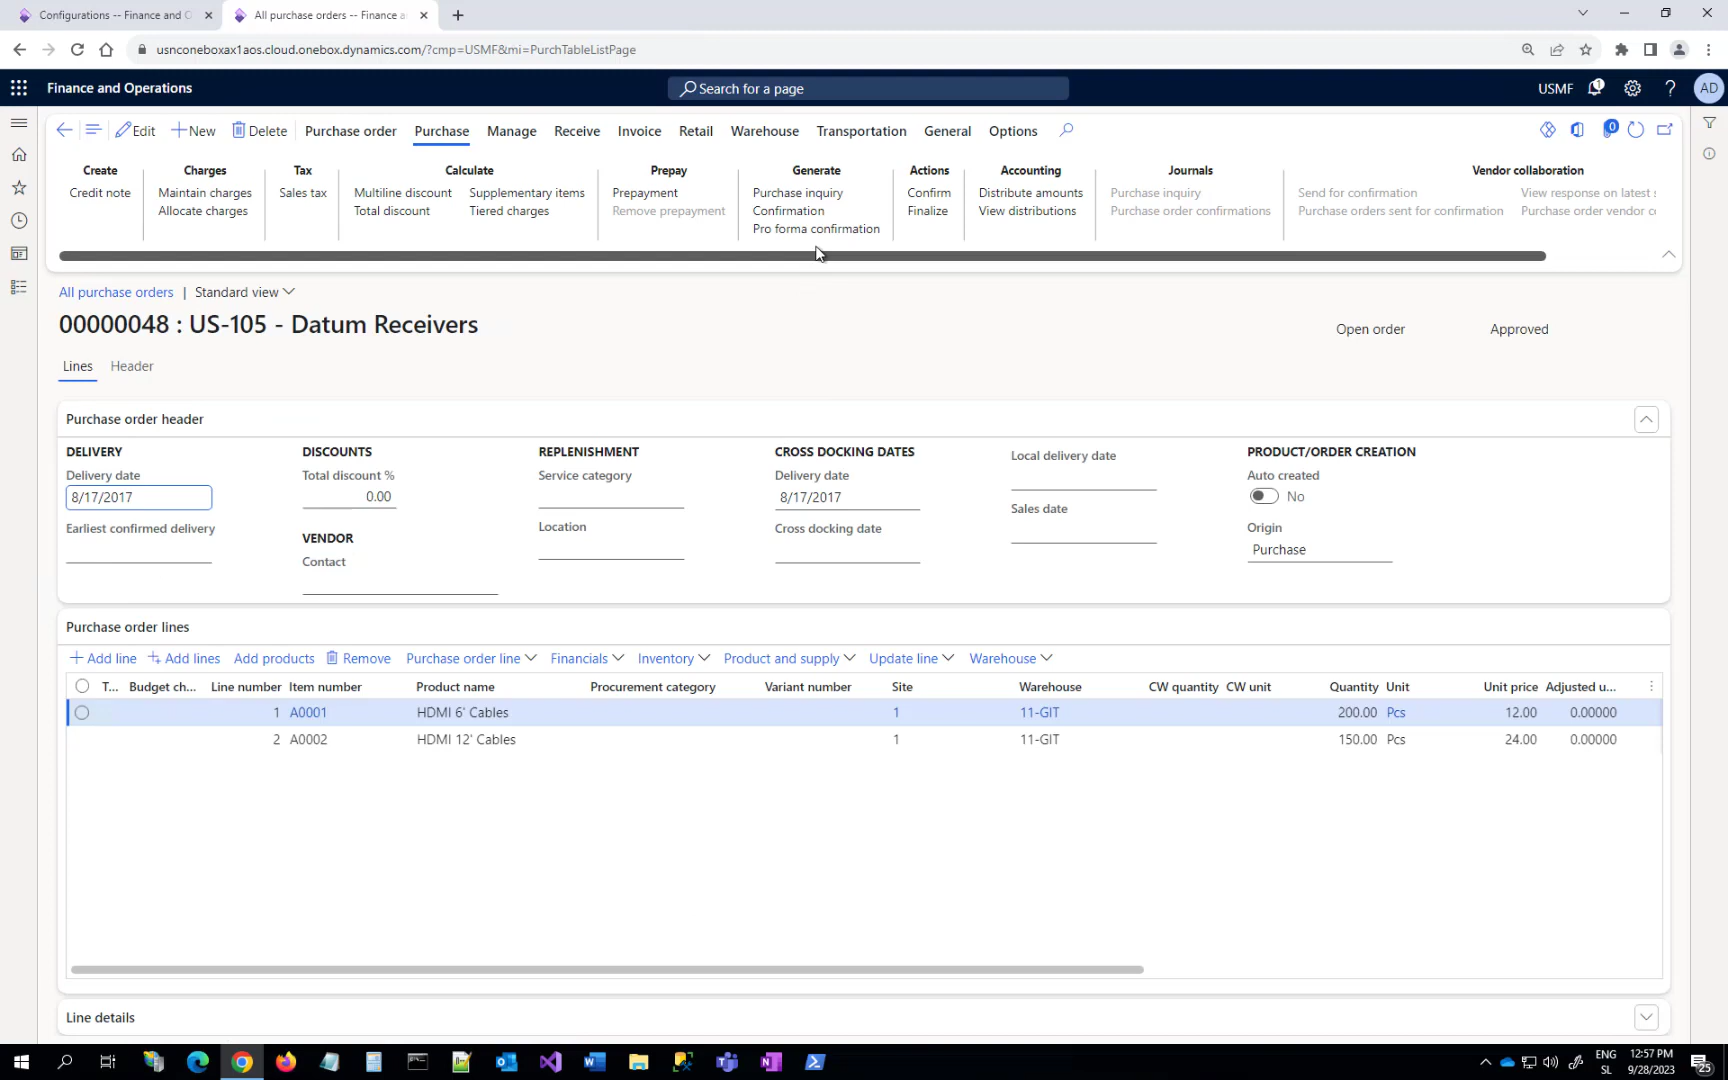 Configurations -- Finance and O
All purchase orders -- Finance a
usnconeboxax1aos.cloud.onebox.dynamics.com/?cmp=USMF&mi=PurchTableListPage
Finance and Operations
Search for a page
USMF
1
AD
Edit
New
Delete
Purchase order
Purchase
Manage
Receive
Invoice
Retail
Warehouse
Transportation
General
Options
0
Create
Credit note
Charges
Maintain charges
Allocate charges
Tax
Sales tax
Calculate
Multiline discount
Supplementary items
Total discount
Tiered charges
Prepay
Prepayment
Remove prepayment
Generate
Purchase inquiry
Confirmation
Pro forma confirmation
Actions
Confirm
Finalize
Accounting
Distribute amounts
View distributions
Journals
Purchase inquiry
Purchase order confirmations
Vendor collaboration
Send for confirmation
View response on latest
Purchase orders sent for confirmation
Purchase order vendor
All purchase orders | Standard view
00000048 : US-105 - Datum Receivers
Open order
Approved
Lines
Header
Purchase order header
DELIVERY
Delivery date
8/17/2017
Earliest confirmed delivery
DISCOUNTS
Total discount %
0.00
VENDOR
Contact
REPLENISHMENT
Service category
Location
CROSS DOCKING DATES
Delivery date
8/17/2017
Cross docking date
Local delivery date
Sales date
PRODUCT/ORDER CREATION
Auto created
No
Origin
Purchase
Purchase order lines
Add line
Add lines
Add products
Remove
Purchase order line
Financials
Inventory
Product and supply
Update line
Warehouse
T... Budget ch... Line number Item number Product name Procurement category Variant number Site Warehouse CW quantity CW unit Quantity Unit Unit price Adjusted u...
1 A0001 HDMI 6' Cables 1 11-GIT 200.00 Pcs 12.00 0.00000
2 A0002 HDMI 12' Cables 1 11-GIT 150.00 Pcs 24.00 0.00000
Line details
ENG
SL
12:57 PM
9/28/2023
25